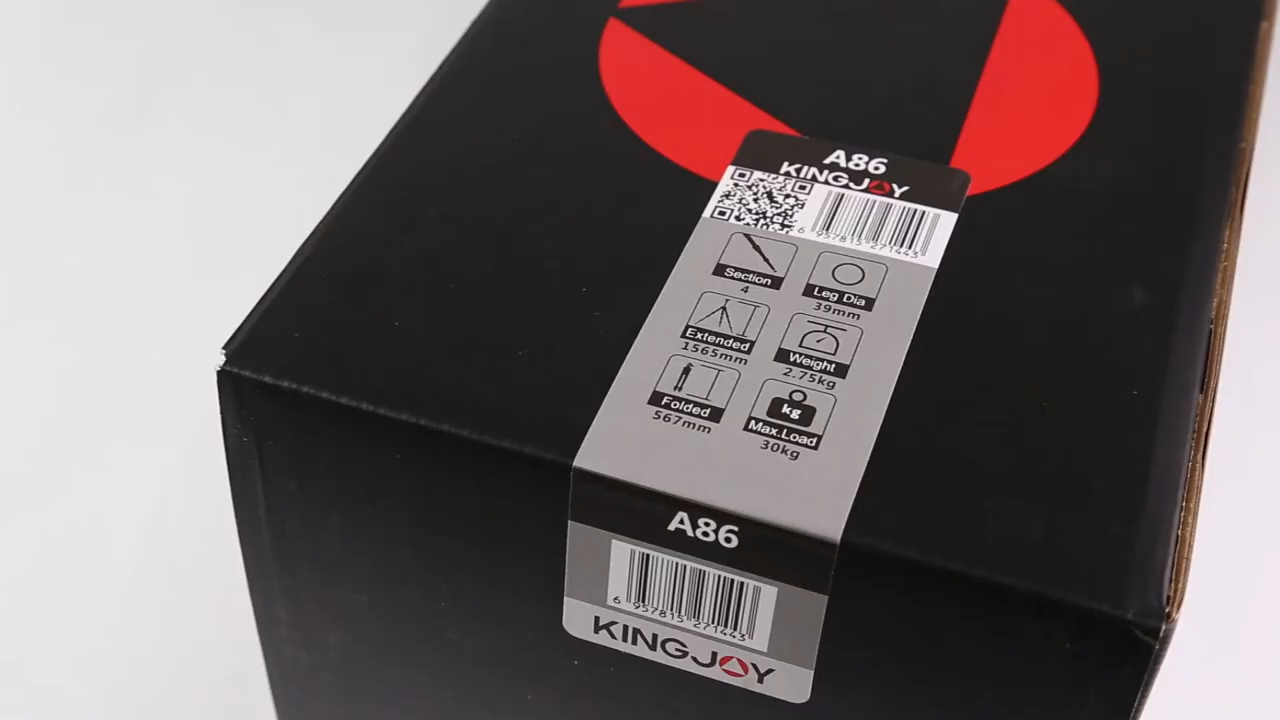 A86
KINGJOY
6 957815 271443
Section
4
Leg Dia
39mm
Extended
1565mm
Weight
2.75kg
Folded
567mm
kg
Max.Load
30kg
A86
6 957815 271443
KINGJOY